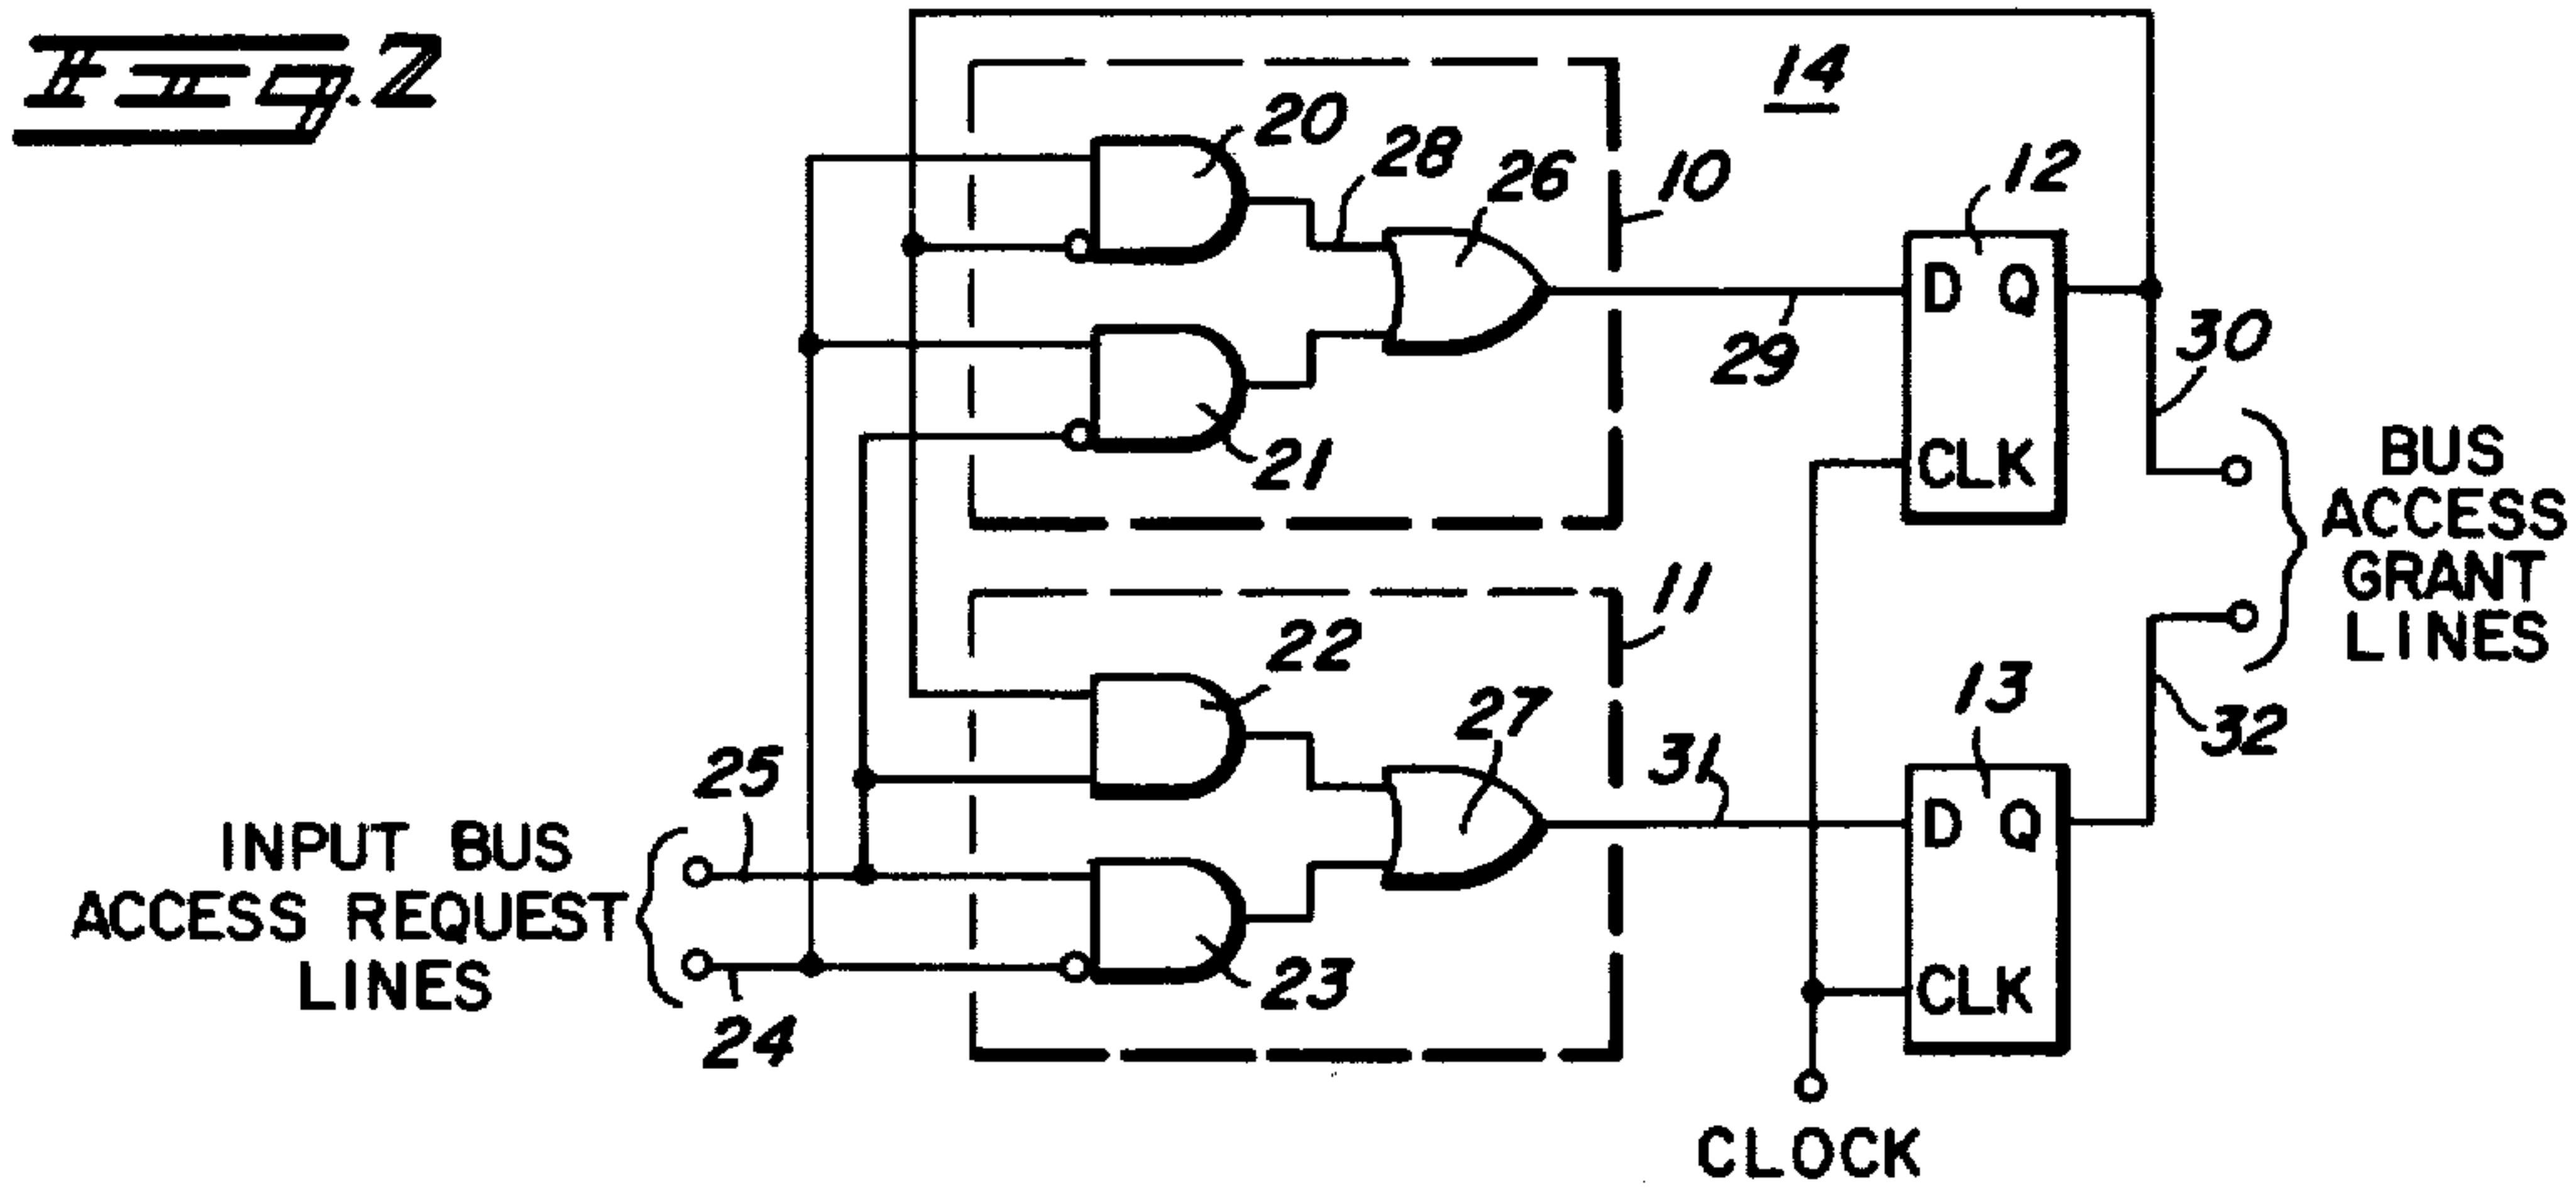 Fig. 2
14
20
28
26
10
12
D Q
30
29
21
CLK
BUS
ACCESS
GRANT
LINES
11
22
27
13
32
31
25
D Q
INPUT BUS
ACCESS REQUEST
LINES
23
CLK
24
CLOCK